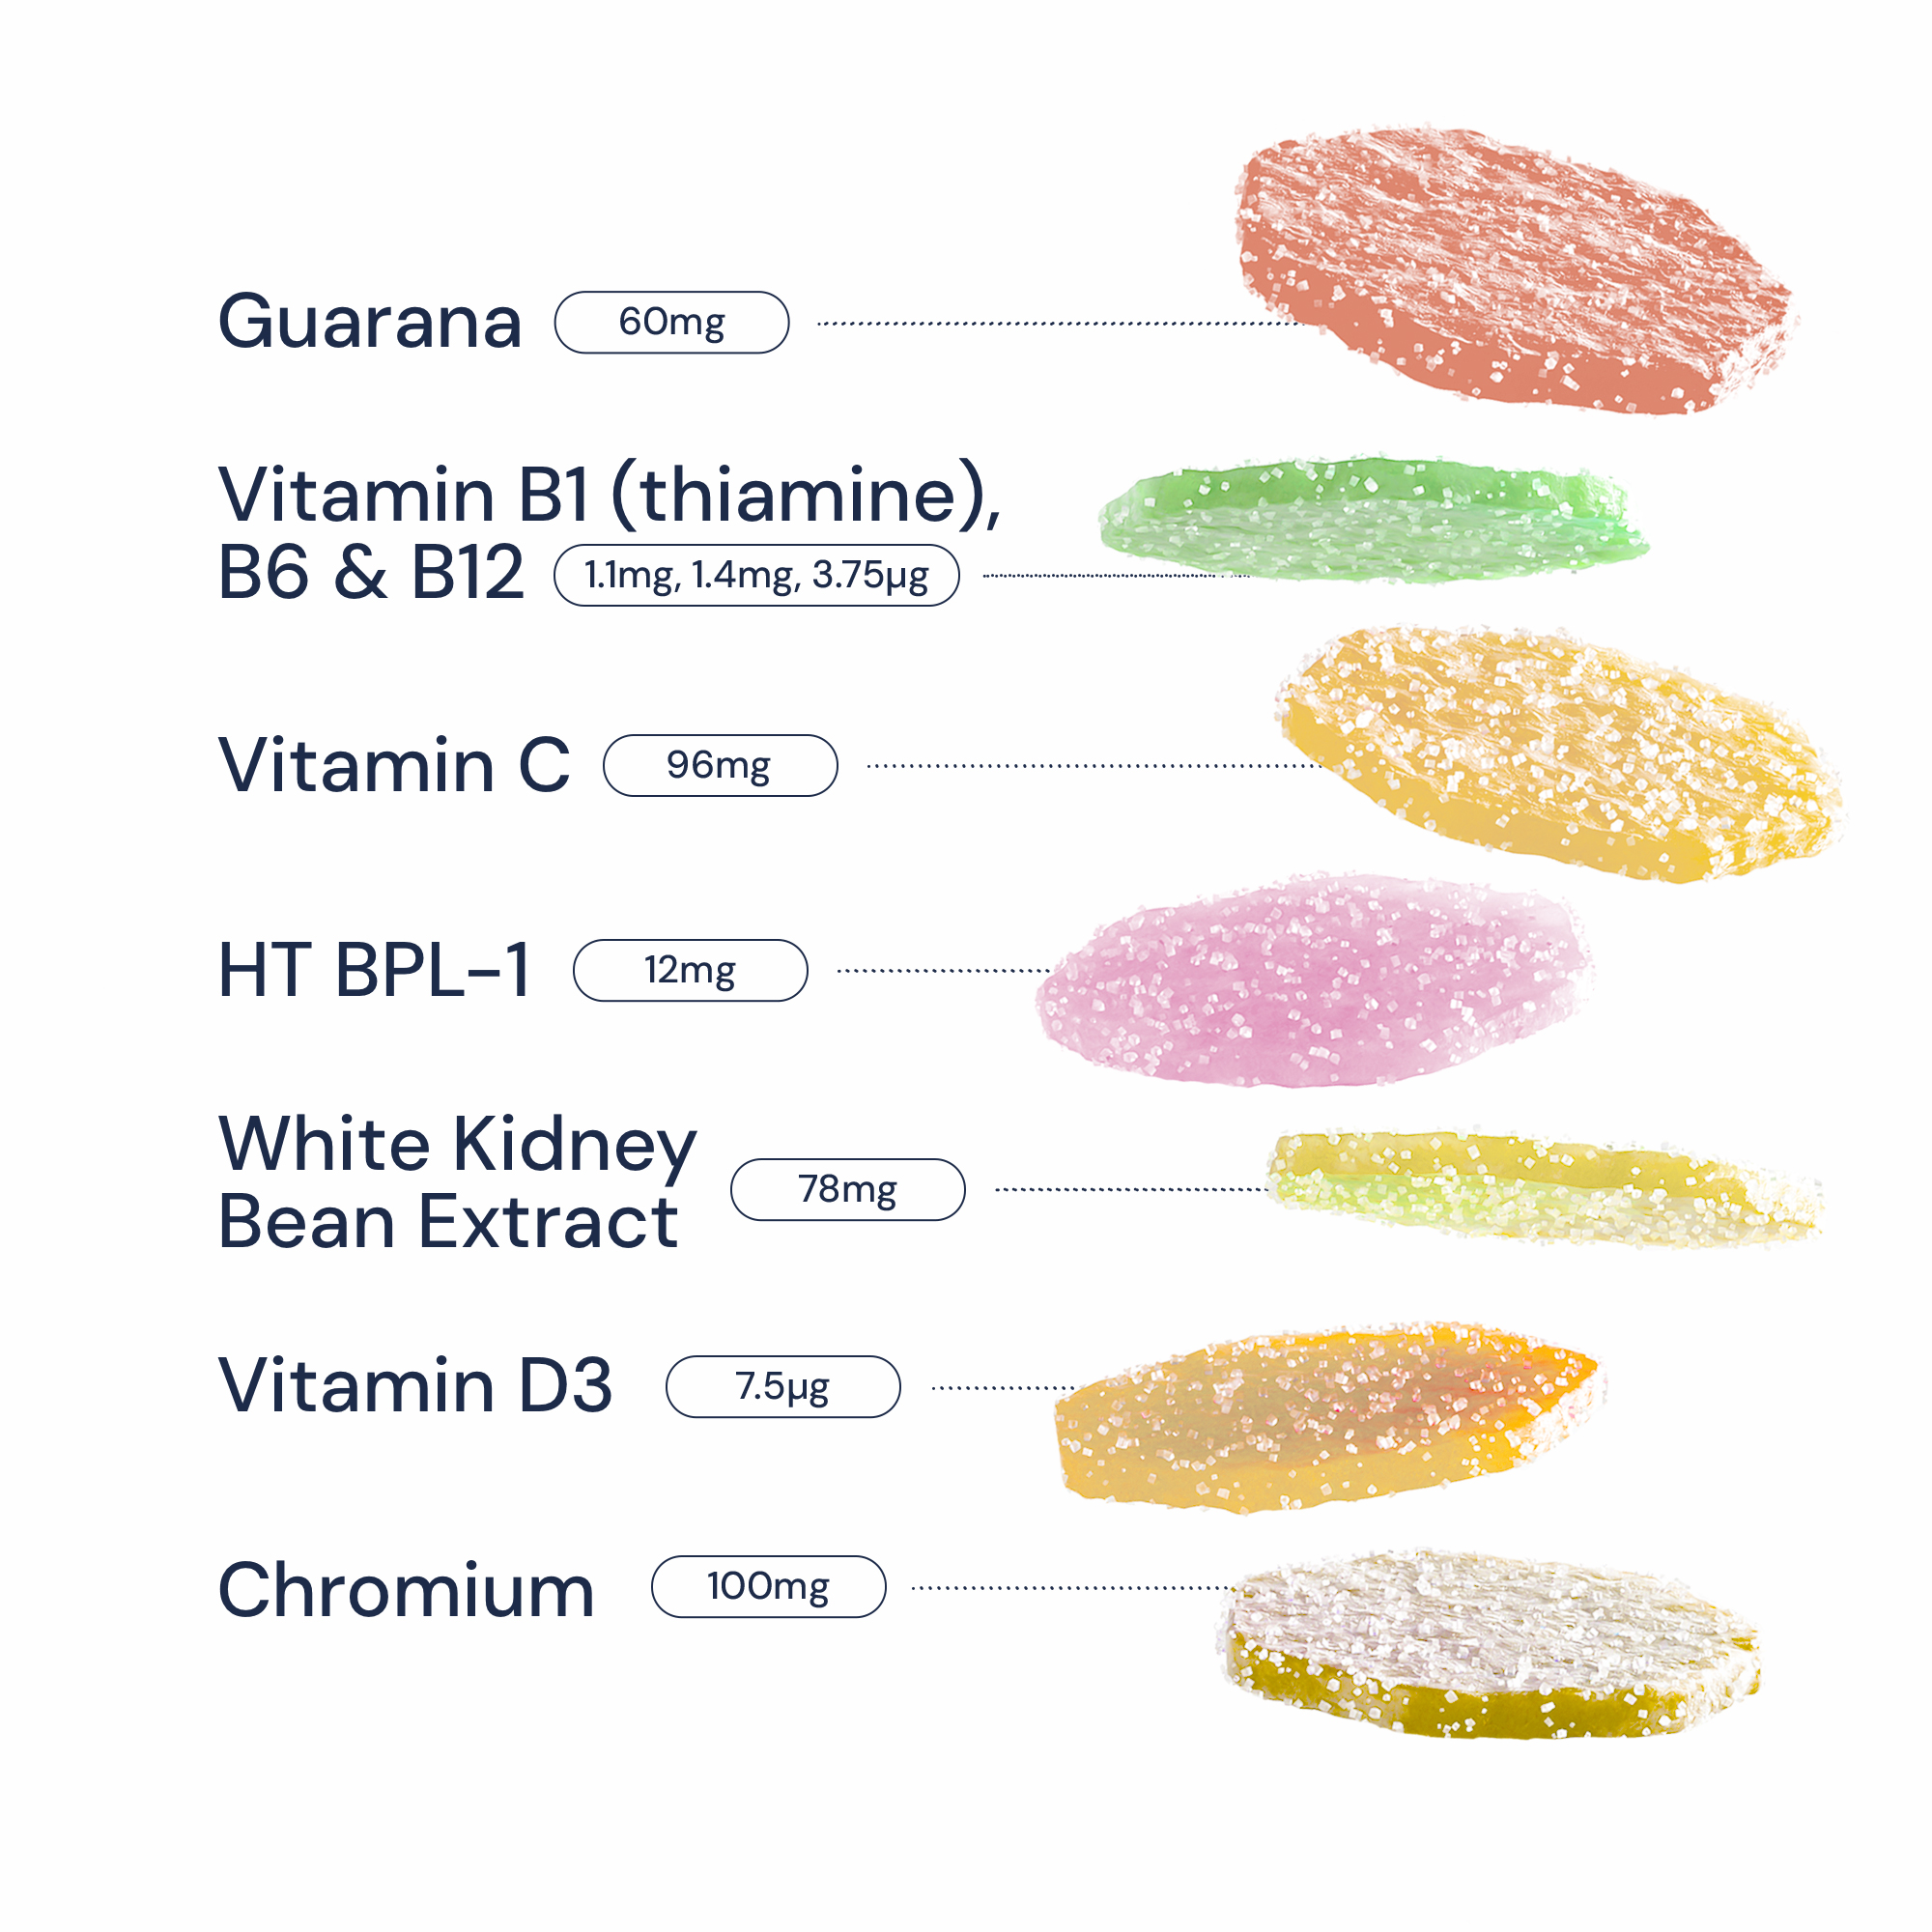 Guarana 60mg
Vitamin B1 (thiamine),
B6 & B12 1.1mg, 1.4mg, 3.75µg
Vitamin C 96mg
HT BPL-1 12mg
White Kidney
Bean Extract 78mg
Vitamin D3 7.5µg
Chromium 100mg